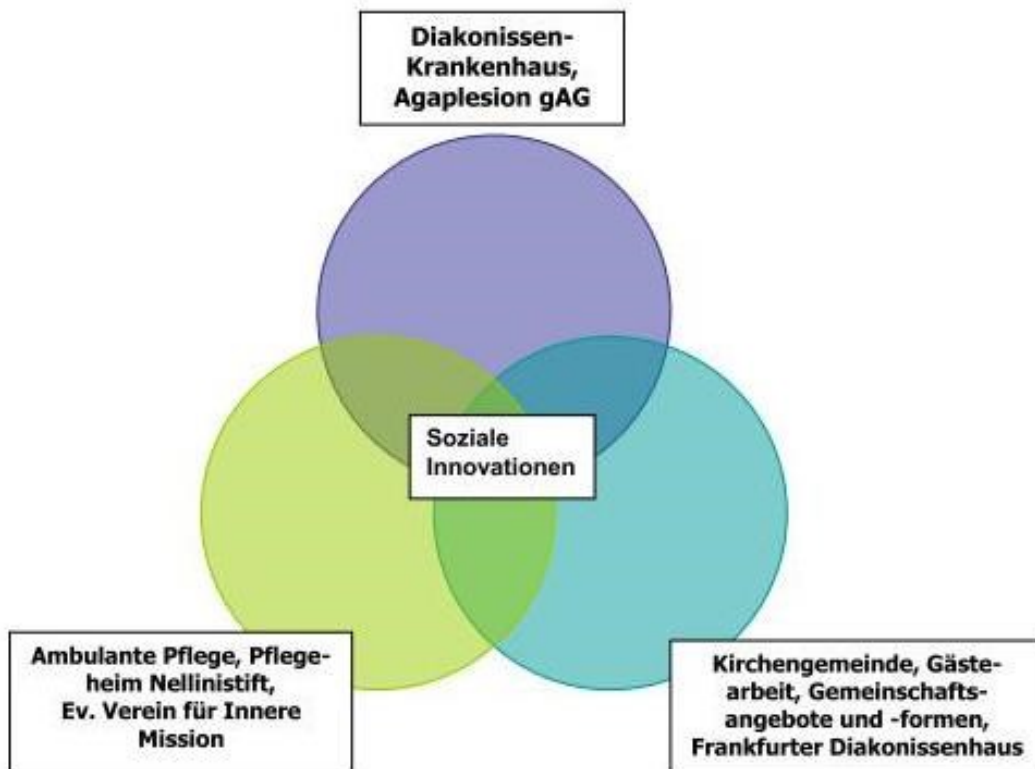 Diakonissen-
Krankenhaus,
Agaplesion gAG
Soziale
Innovationen
Ambulante Pflege, Pflege-
heim Nellinistift,
Ev. Verein für Innere
Mission
Kirchengemeinde, Gäste-
arbeit, Gemeinschafts-
angebote und -formen,
Frankfurter Diakonissenhaus